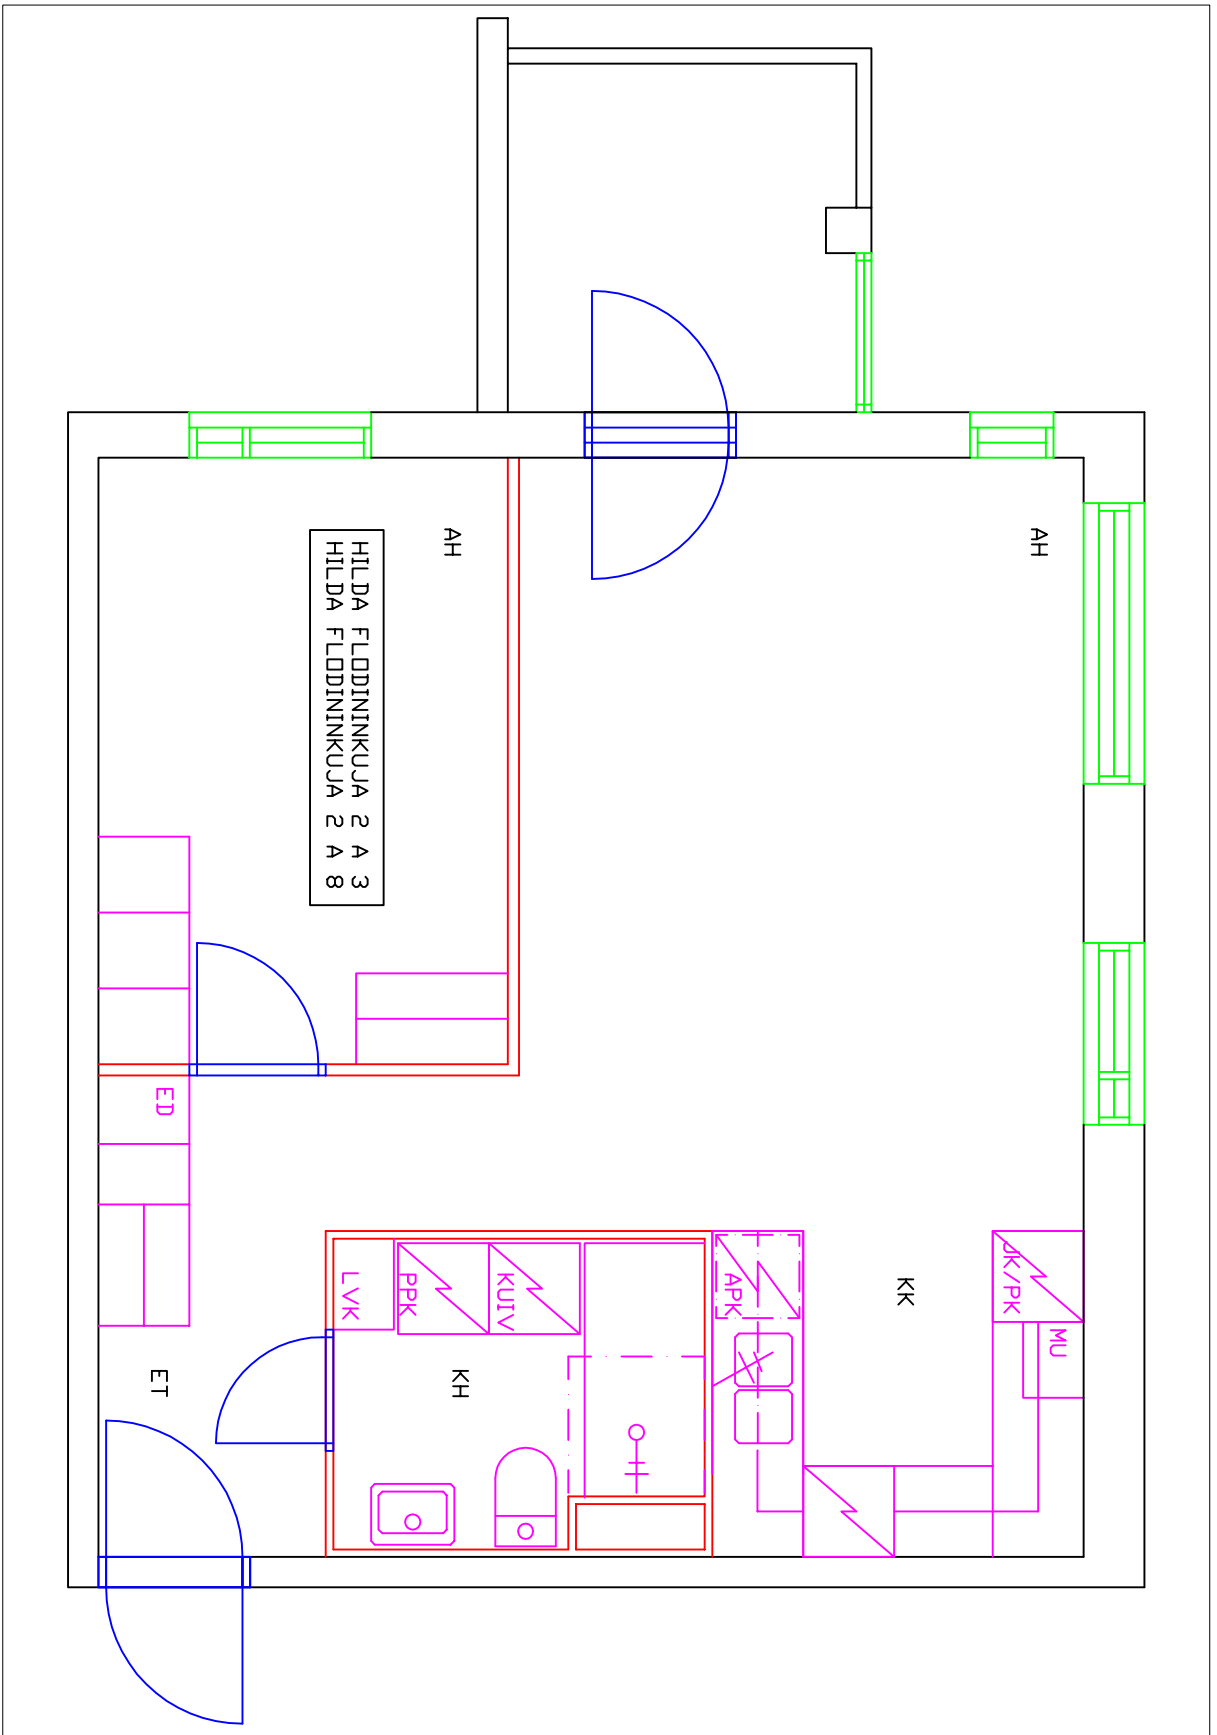 AH
AH
HILDA FLODININKUJA 2 A 3
HILDA FLODININKUJA 2 A 8
JK/PK
MU
KK
APK
KUIV
PPK
LVK
KH
ED
ET